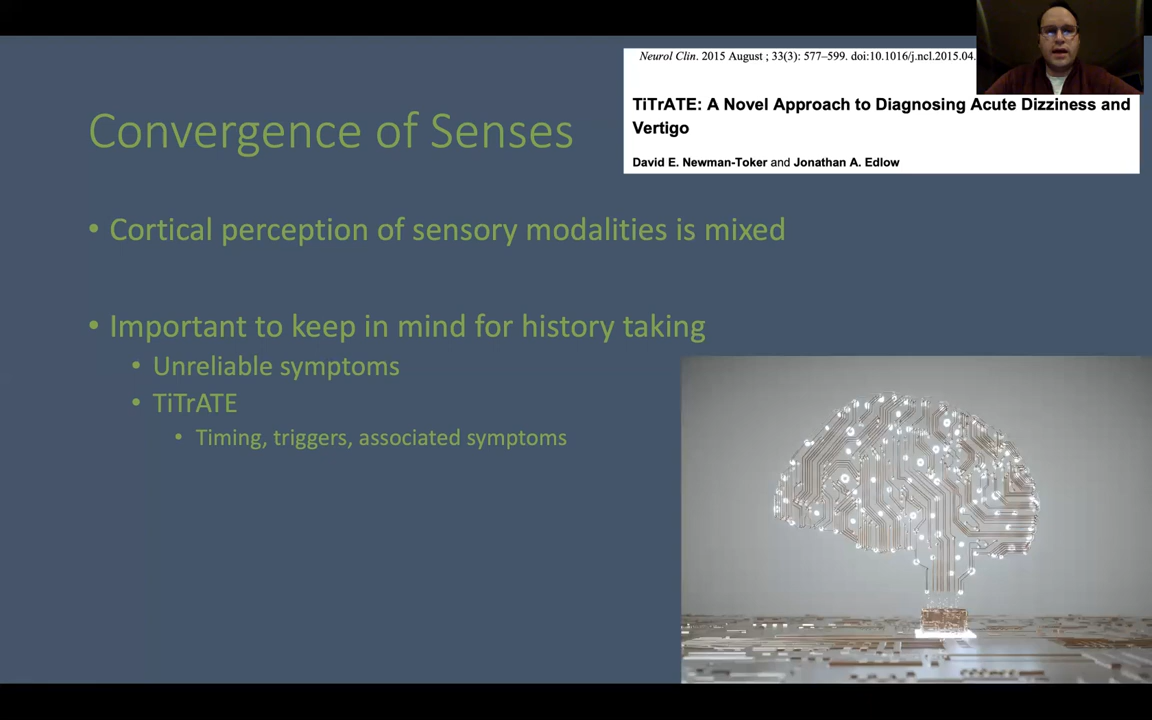 Neurol Clin. 2015 August ; 33(3): 577–599. doi:10.1016/j.ncl.2015.04.
TiTrATE: A Novel Approach to Diagnosing Acute Dizziness and
Vertigo
David E. Newman-Toker and Jonathan A. Edlow
Convergence of Senses
• Cortical perception of sensory modalities is mixed
• Important to keep in mind for history taking
• Unreliable symptoms
• TiTrATE
• Timing, triggers, associated symptoms